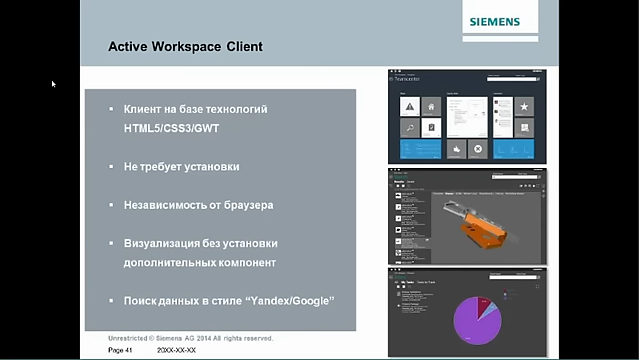 SIEMENS
Active Workspace Client
Клиент на базе технологий
HTML5/CSS3/GWT
Не требует установки
Независимость от браузера
Визуализация без установки
дополнительных компонент
Поиск данных в стиле “Yandex/Google”
Teamcenter
Unrestricted © Siemens AG 2014 All rights reserved.
Page 41
20XX-XX-XX